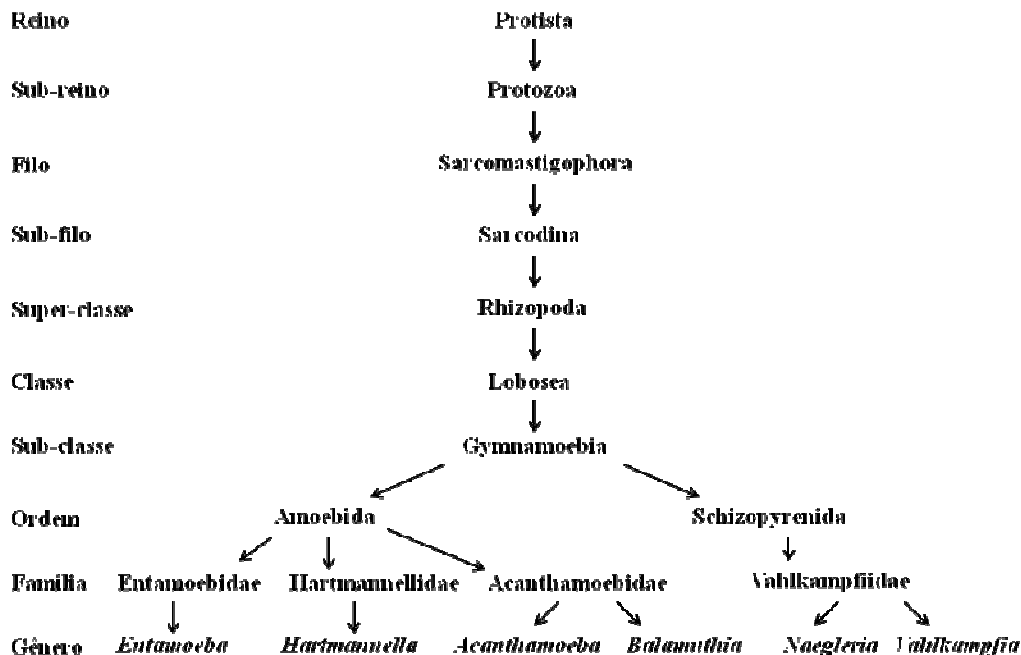 Reino Protista
Sub-reino Protozoa
Filo Sarcomastigophora
Sub-filo Sarcodina
Super-classe Rhizopoda
Classe Lobosea
Sub-classe Gymnamoebia
Ordem Amoebida Schizopyrenida
Família Entamoebidae Hartmannellidae Acanthamoebidae Vahlkampfiidae
Gênero Entamoeba Hartmannella Acanthamoeba Balamuthia Naegleria Vahlkampfia